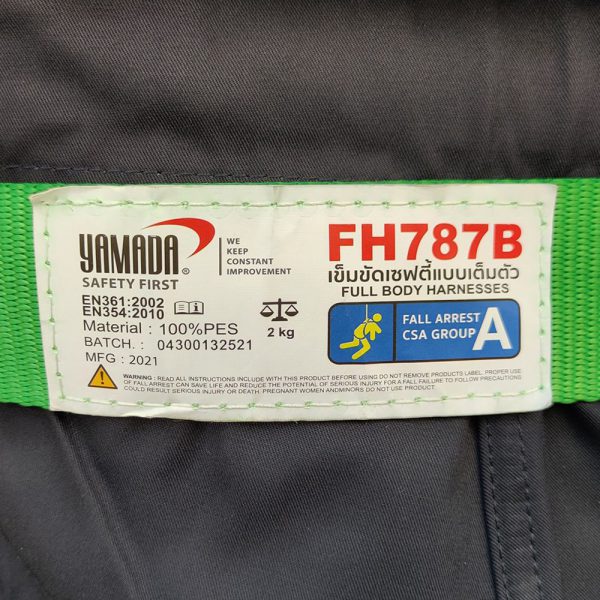 YAMADA®
SAFETY FIRST
WE
KEEP
CONSTANT
IMPROVEMENT
EN361:2002
EN354:2010
Material : 100%PES
BATCH. : 04300132521
MFG : 2021
2 kg
FH787B
เข็มขัดเซฟตี้แบบเต็มตัว
FULL BODY HARNESSES
FALL ARREST
CSA GROUP A
WARNING : READ ALL INSTRUCTIONS INCLUDE WITH THIS PRODUCT BEFORE USING DO NOT REMOVE PRODUCTS LABEL. PROPER USE
OF FALL ARREST CAN SAVE LIFE AND REDUCE THE POTENTIAL OF SERIOUS INJURY FOR A FALL FAILURE TO FOLLOW PRECAUTIONS
COULD RESULT SERIOUS INJURY OR DEATH. PREGNANT WOMEN ANDMINORS DO NOT USE PRODUCT.